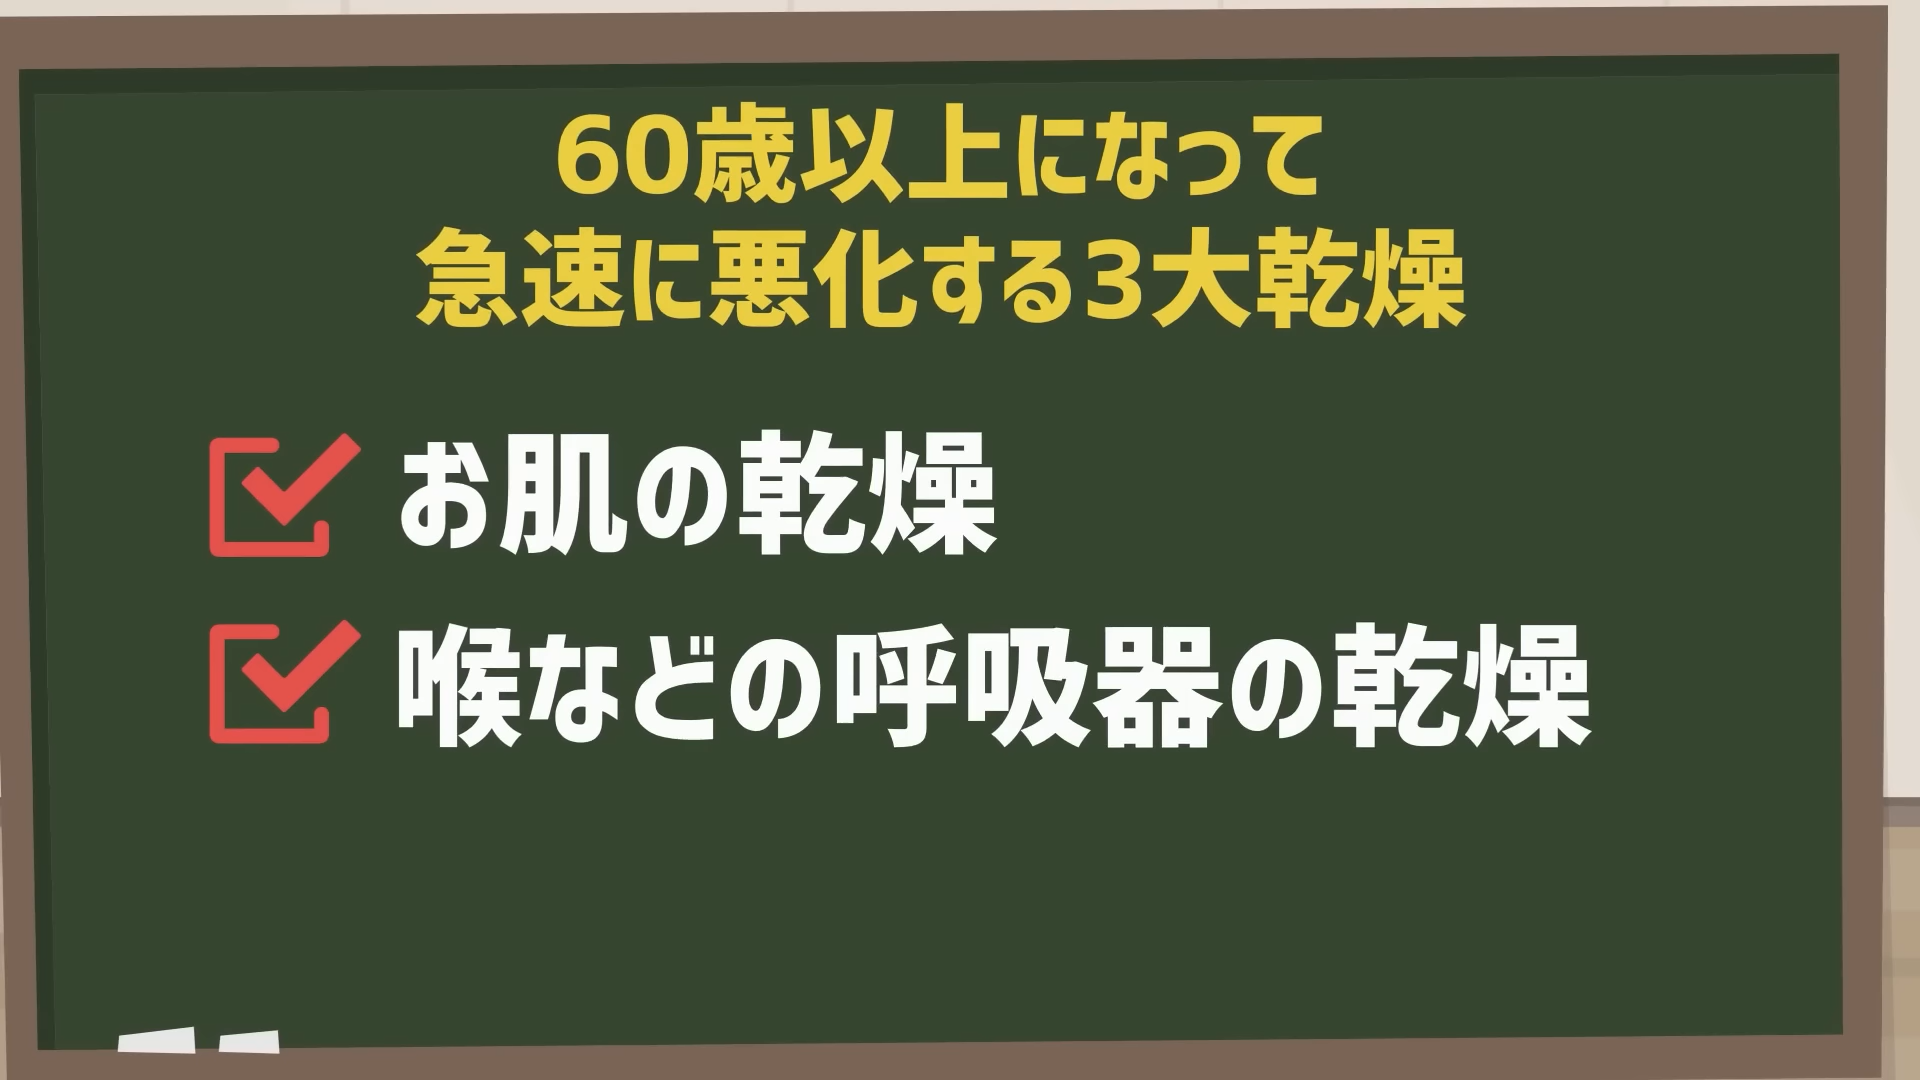 60歳以上になって
急速に悪化する3大乾燥
お肌の乾燥
喉などの呼吸器の乾燥